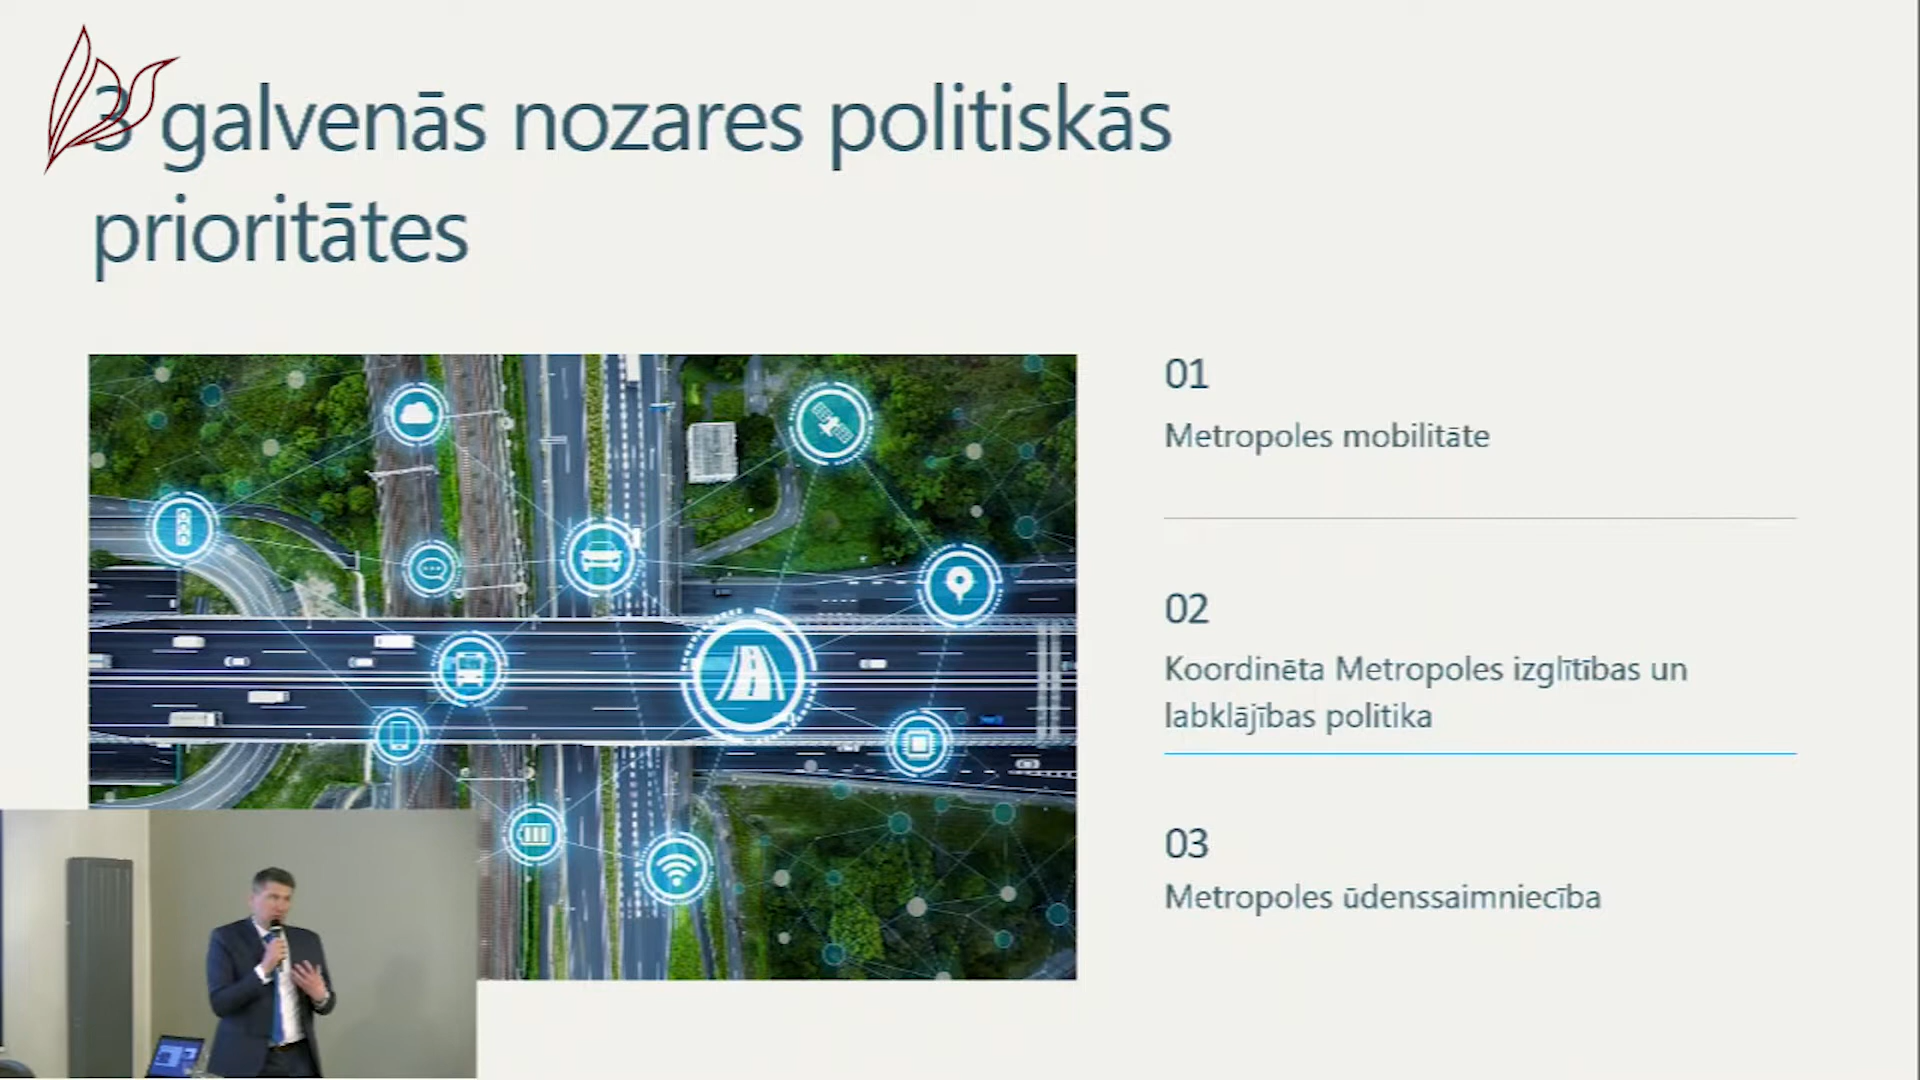 3 galvenās nozares politiskās
prioritātes
01
Metropoles mobilitāte
02
Koordinēta Metropoles izglītības un
labklājības politika
03
Metropoles ūdenssaimniecība